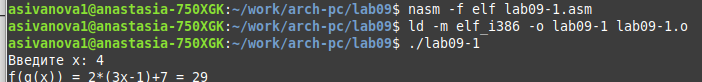 asivanova1@anastasia-750XGK:~/work/arch-pc/lab09$ nasm -f elf lab09-1.asm
asivanova1@anastasia-750XGK:~/work/arch-pc/lab09$ ld -m elf_i386 -o lab09-1 lab09-1.o
asivanova1@anastasia-750XGK:~/work/arch-pc/lab09$ ./lab09-1
Введите x: 4
f(g(x)) = 2*(3x-1)+7 = 29